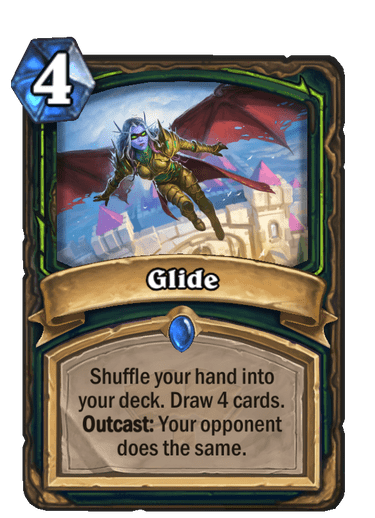 4
Glide
Shuffle your hand into
your deck. Draw 4 cards.
Outcast: Your opponent
does the same.